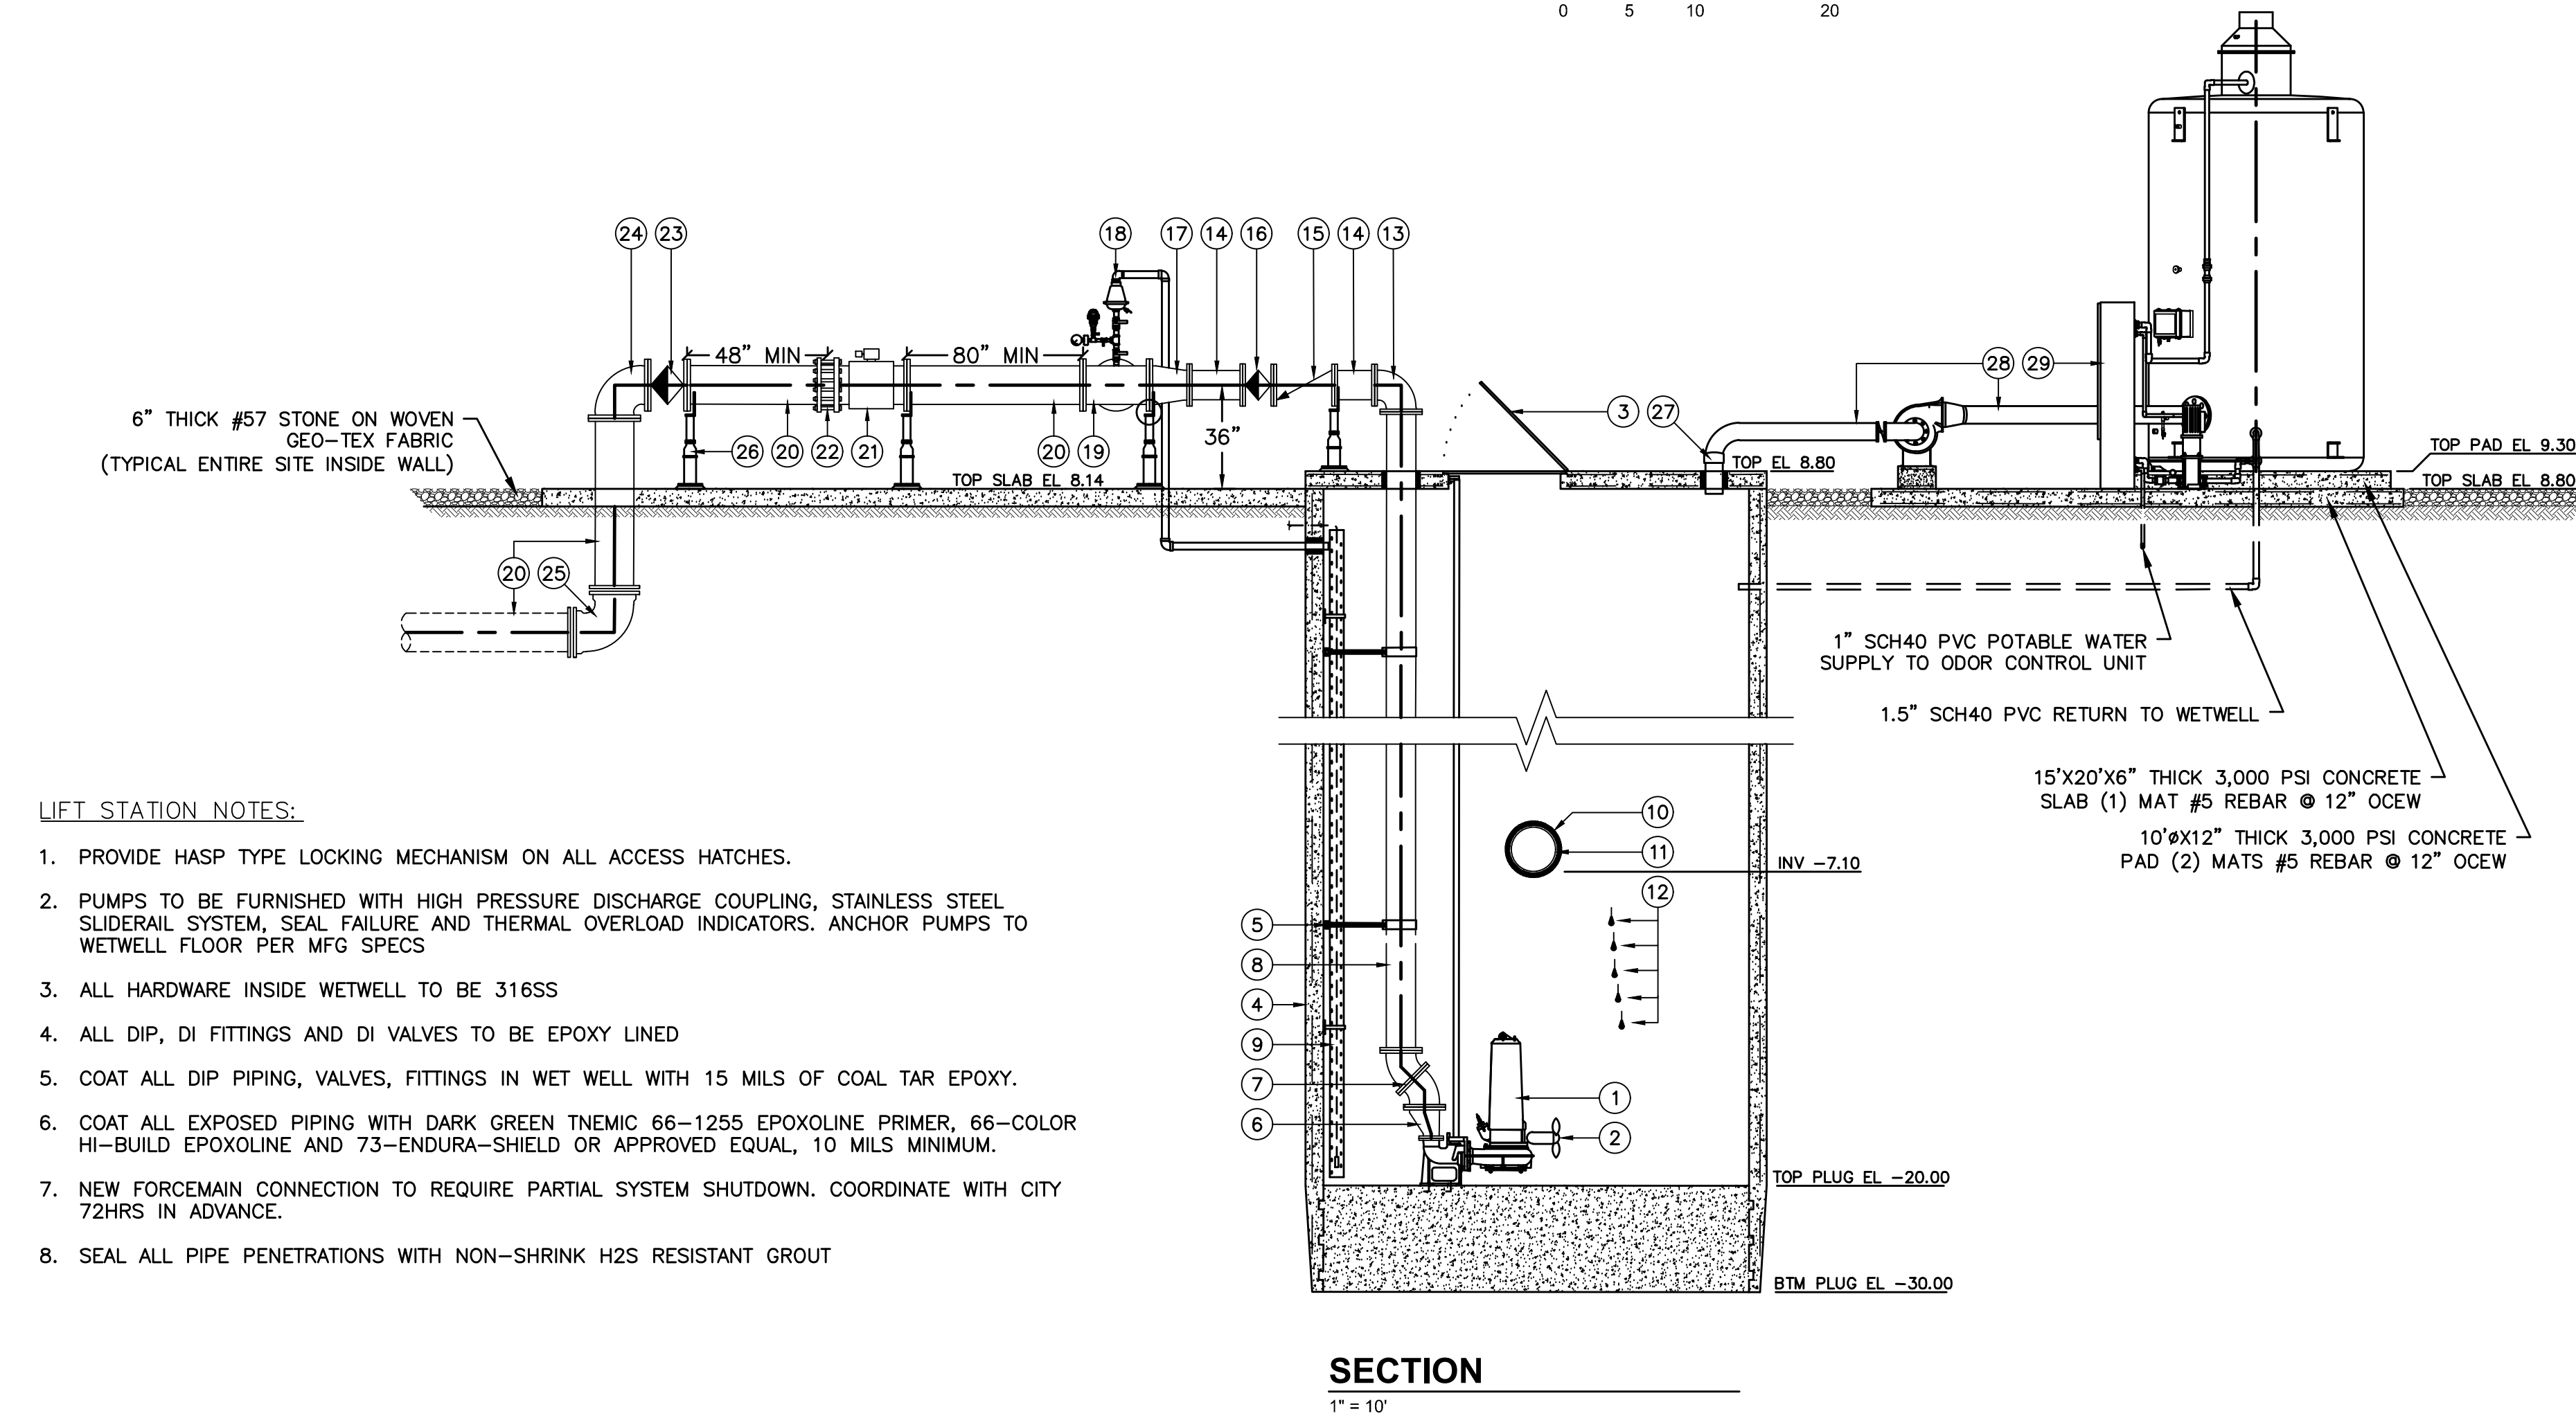 0 5 10 20
24 23 18 17 14 16 15 14 13
48” MIN
80” MIN
28 29
6” THICK #57 STONE ON WOVEN
GEO-TEX FABRIC
(TYPICAL ENTIRE SITE INSIDE WALL)
3 27
36”
26 20 22 21 20 19
TOP SLAB EL 8.14
TOP EL 8.80
TOP PAD EL 9.30
TOP SLAB EL 8.80
20 25
1” SCH40 PVC POTABLE WATER
SUPPLY TO ODOR CONTROL UNIT
1.5” SCH40 PVC RETURN TO WETWELL
15’X20’X6” THICK 3,000 PSI CONCRETE
SLAB (1) MAT #5 REBAR @ 12” OCEW
10’øX12” THICK 3,000 PSI CONCRETE
PAD (2) MATS #5 REBAR @ 12” OCEW
10
11
INV -7.10
12
5
8
4
9
7
6
1
2
TOP PLUG EL -20.00
BTM PLUG EL -30.00
LIFT STATION NOTES:
1. PROVIDE HASP TYPE LOCKING MECHANISM ON ALL ACCESS HATCHES.
2. PUMPS TO BE FURNISHED WITH HIGH PRESSURE DISCHARGE COUPLING, STAINLESS STEEL
SLIDERAIL SYSTEM, SEAL FAILURE AND THERMAL OVERLOAD INDICATORS. ANCHOR PUMPS TO
WETWELL FLOOR PER MFG SPECS
3. ALL HARDWARE INSIDE WETWELL TO BE 316SS
4. ALL DIP, DI FITTINGS AND DI VALVES TO BE EPOXY LINED
5. COAT ALL DIP PIPING, VALVES, FITTINGS IN WET WELL WITH 15 MILS OF COAL TAR EPOXY.
6. COAT ALL EXPOSED PIPING WITH DARK GREEN TNEMIC 66-1255 EPOXOLINE PRIMER, 66-COLOR
HI-BUILD EPOXOLINE AND 73-ENDURA-SHIELD OR APPROVED EQUAL, 10 MILS MINIMUM.
7. NEW FORCEMAIN CONNECTION TO REQUIRE PARTIAL SYSTEM SHUTDOWN. COORDINATE WITH CITY
72HRS IN ADVANCE.
8. SEAL ALL PIPE PENETRATIONS WITH NON-SHRINK H2S RESISTANT GROUT
SECTION
1" = 10'